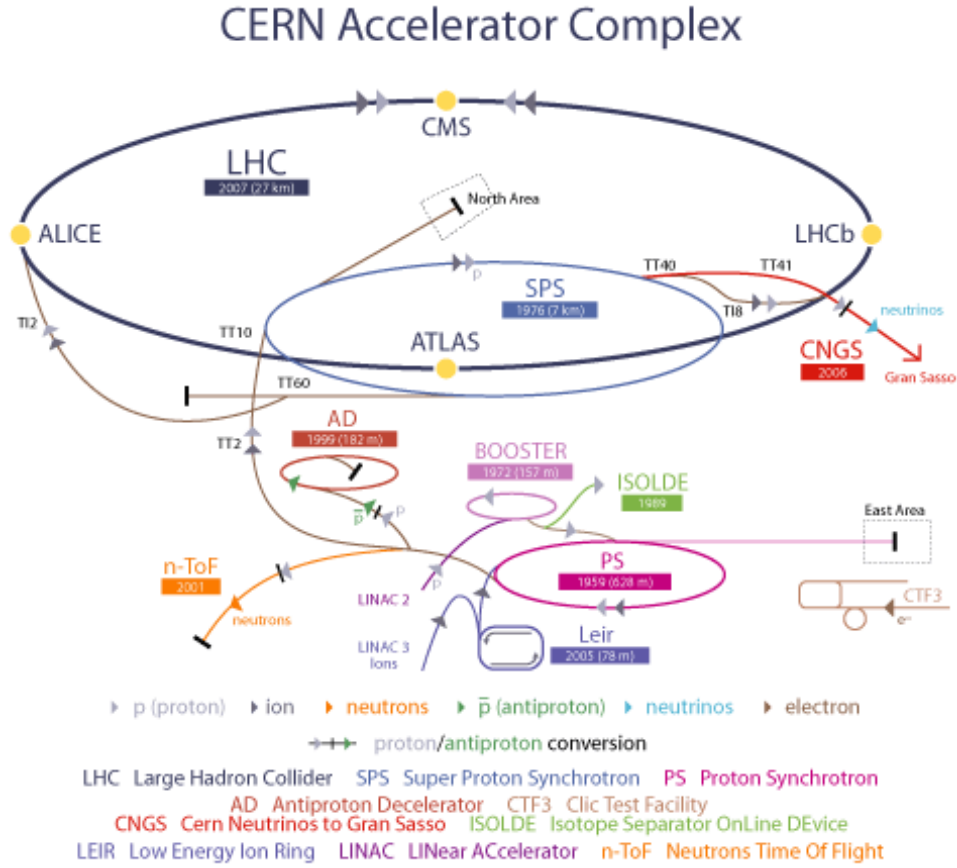 CERN Accelerator Complex
CMS
LHC
2007 (27 km)
North Area
ALICE
LHCb
TT40
TT41
SPS
1976 (7 km)
TI2
TT10
TI8
neutrinos
ATLAS
CNGS
2006
Gran Sasso
TT60
AD
1999 (182 m)
TT2
BOOSTER
1972 (157 m)
ISOLDE
1989
p̅
p
East Area
n-ToF
2001
p
PS
1959 (628 m)
LINAC 2
neutrons
CTF3
e-
LINAC 3
Ions
Leir
2005 (78 m)
p
p (proton) ion neutrons p̅ (antiproton) neutrinos electron
proton/antiproton conversion
LHC Large Hadron Collider SPS Super Proton Synchrotron PS Proton Synchrotron
AD Antiproton Decelerator CTF3 Clic Test Facility
CNGS Cern Neutrinos to Gran Sasso ISOLDE Isotope Separator OnLine DEvice
LEIR Low Energy Ion Ring LINAC LINear ACcelerator n-ToF Neutrons Time Of Flight